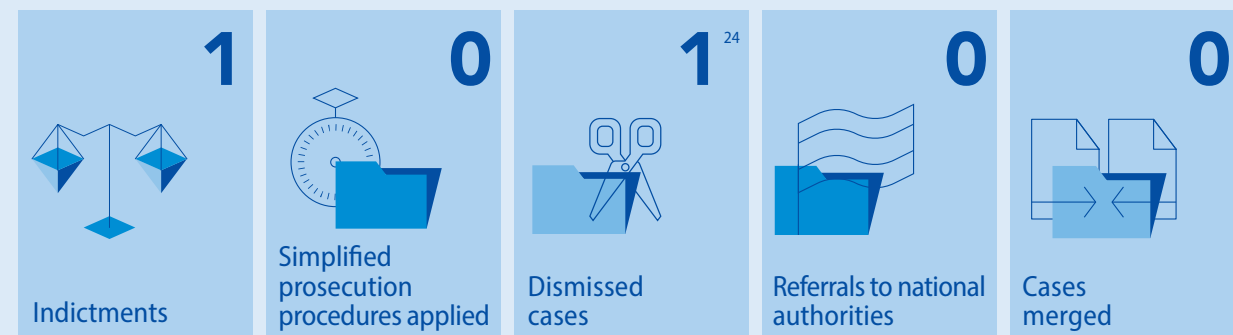 1
Indictments
0
Simplified
prosecution
procedures applied
1 24
Dismissed
cases
0
Referrals to national
authorities
0
Cases
merged